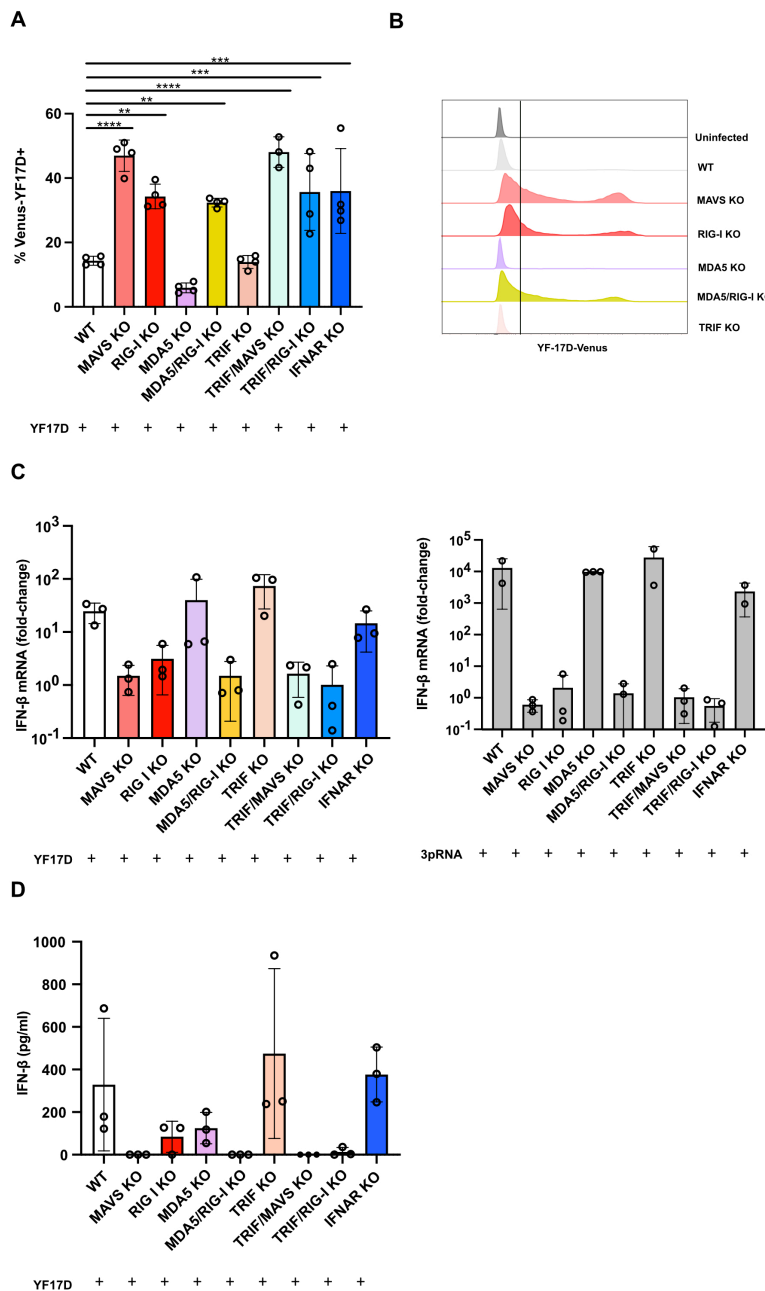 A
***
***
****
**
**
****
% Venus-YF17D+
60
40
20
0
WT
MAVS KO
RIG-I KO
MDA5 KO
MDA5/RIG-I KO
TRIF KO
TRIF/MAVS KO
TRIF/RIG-I KO
IFNAR KO
YF17D + + + + + + + + +
B
Uninfected
WT
MAVS KO
RIG-I KO
MDA5 KO
MDA5/RIG-I K
TRIF KO
YF-17D-Venus
C
IFN-β mRNA (fold-change)
10³
10²
10¹
10⁰
10⁻¹
WT
MAVS KO
RIG I KO
MDA5 KO
MDA5/RIG-I KO
TRIF KO
TRIF/MAVS KO
TRIF/RIG-I KO
IFNAR KO
YF17D + + + + + + + + +
IFN-β mRNA (fold-change)
10⁵
10⁴
10³
10²
10¹
10⁰
10⁻¹
WT
MAVS KO
RIG I KO
MDA5 KO
MDA5/RIG-I KO
TRIF KO
TRIF/MAVS KO
TRIF/RIG-I KO
IFNAR KO
3pRNA + + + + + + + + +
D
IFN-β (pg/ml)
1000
800
600
400
200
0
WT
MAVS KO
RIG I KO
MDA5 KO
MDA5/RIG-I KO
TRIF KO
TRIF/MAVS KO
TRIF/RIG-I KO
IFNAR KO
YF17D + + + + + + + + +